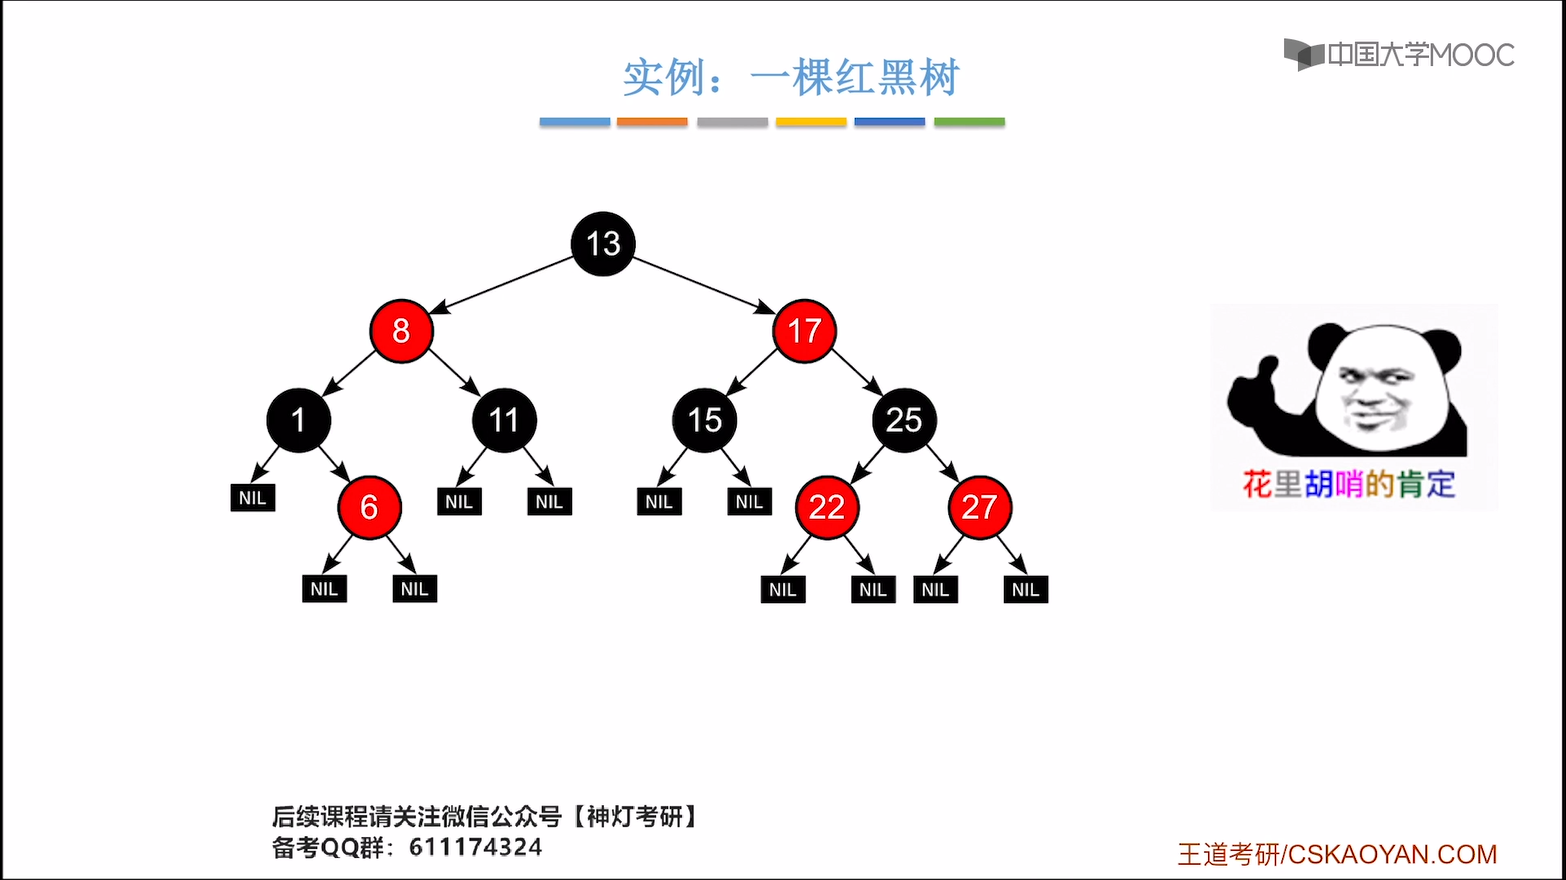 中国大学MOOC
实例：一棵红黑树
13
8 17
1 11 15 25
NIL 6 NIL NIL NIL NIL 22 27
NIL NIL NIL NIL NIL NIL
花里胡哨的肯定
后续课程请关注微信公众号【神灯考研】
备考QQ群：611174324
王道考研/CSKAOYAN.COM